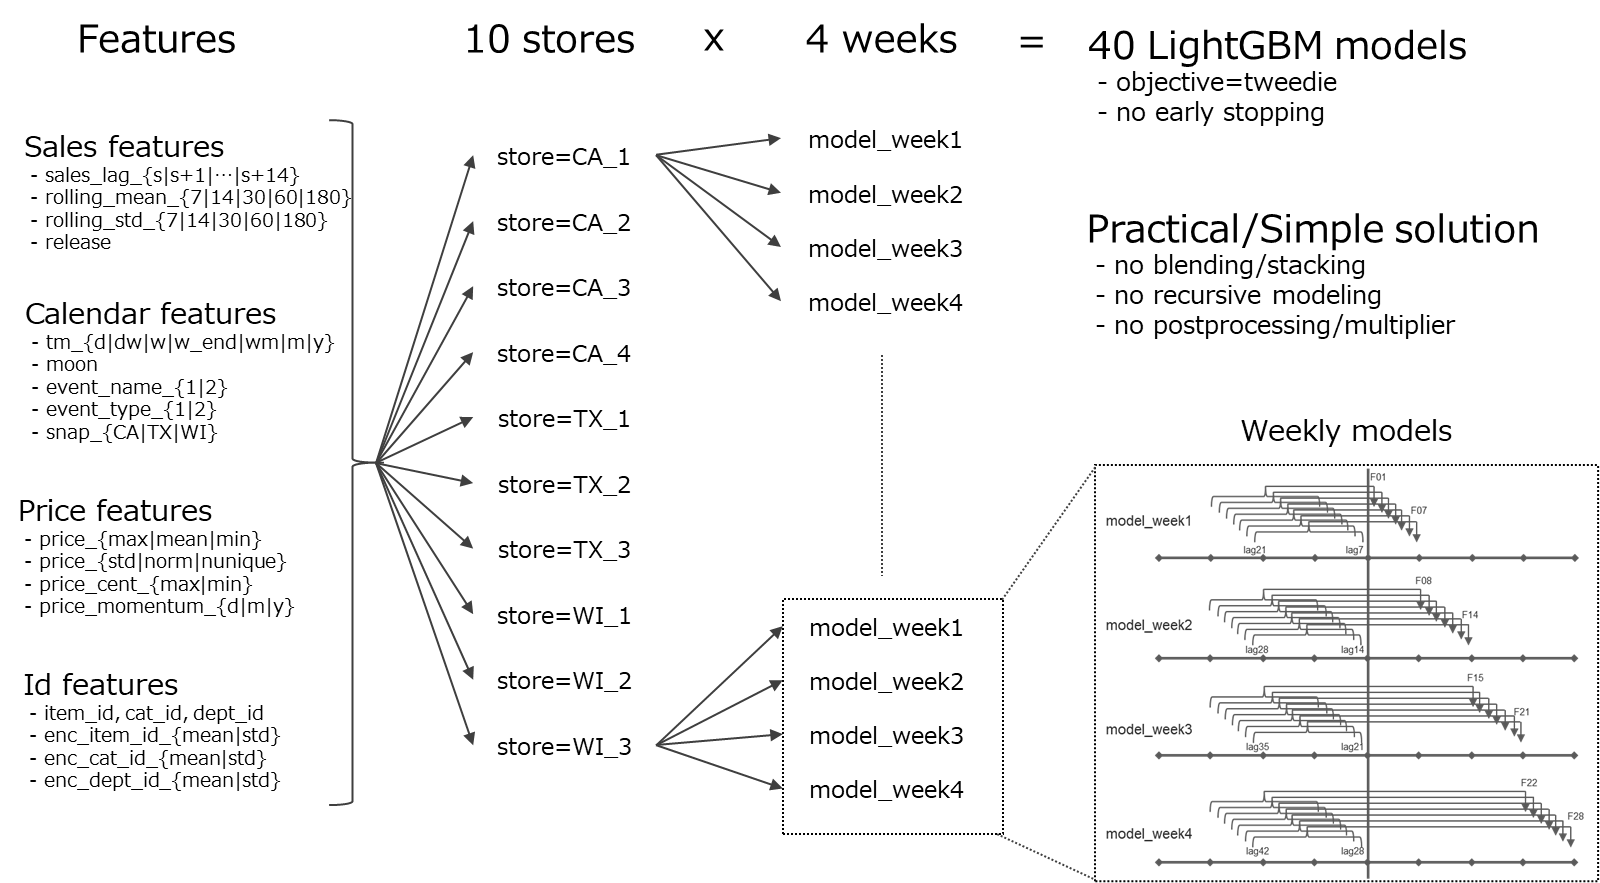 Features
10 stores
x
4 weeks
=
40 LightGBM models
- objective=tweedie
- no early stopping
Sales features
- sales_lag_{s|s+1|…|s+14}
- rolling_mean_{7|14|30|60|180}
- rolling_std_{7|14|30|60|180}
- release
Calendar features
- tm_{d|dw|w|w_end|wm|m|y}
- moon
- event_name_{1|2}
- event_type_{1|2}
- snap_{CA|TX|WI}
Price features
- price_{max|mean|min}
- price_{std|norm|nunique}
- price_cent_{max|min}
- price_momentum_{d|m|y}
Id features
- item_id, cat_id, dept_id
- enc_item_id_{mean|std}
- enc_cat_id_{mean|std}
- enc_dept_id_{mean|std}
store=CA_1
store=CA_2
store=CA_3
store=CA_4
store=TX_1
store=TX_2
store=TX_3
store=WI_1
store=WI_2
store=WI_3
model_week1
model_week2
model_week3
model_week4
model_week1
model_week2
model_week3
model_week4
Practical/Simple solution
- no blending/stacking
- no recursive modeling
- no postprocessing/multiplier
Weekly models
F01
F07
model_week1
lag21
lag7
F08
F14
model_week2
lag28
lag14
F15
F21
model_week3
lag35
lag21
F22
F28
model_week4
lag42
lag28